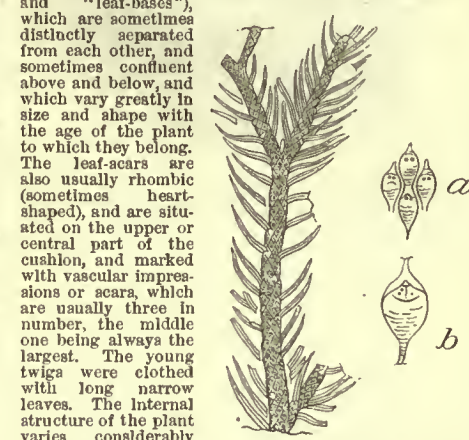 and "leaf-bases"),
which are sometimes
distinctly separated
from each other, and
sometimes confluent
above and below, and
which vary greatly in
size and shape with
the age of the plant
to which they belong.
The leaf-scars are
also usually rhombic
(sometimes heart-
shaped), and are situ-
ated on the upper or
central part of the
cushion, and marked
with vascular impres-
sions or scars, which
are usually three in
number, the middle
one being always the
largest. The young
twigs were clothed
with long narrow
leaves. The internal
structure of the plant
varies considerably
a
b